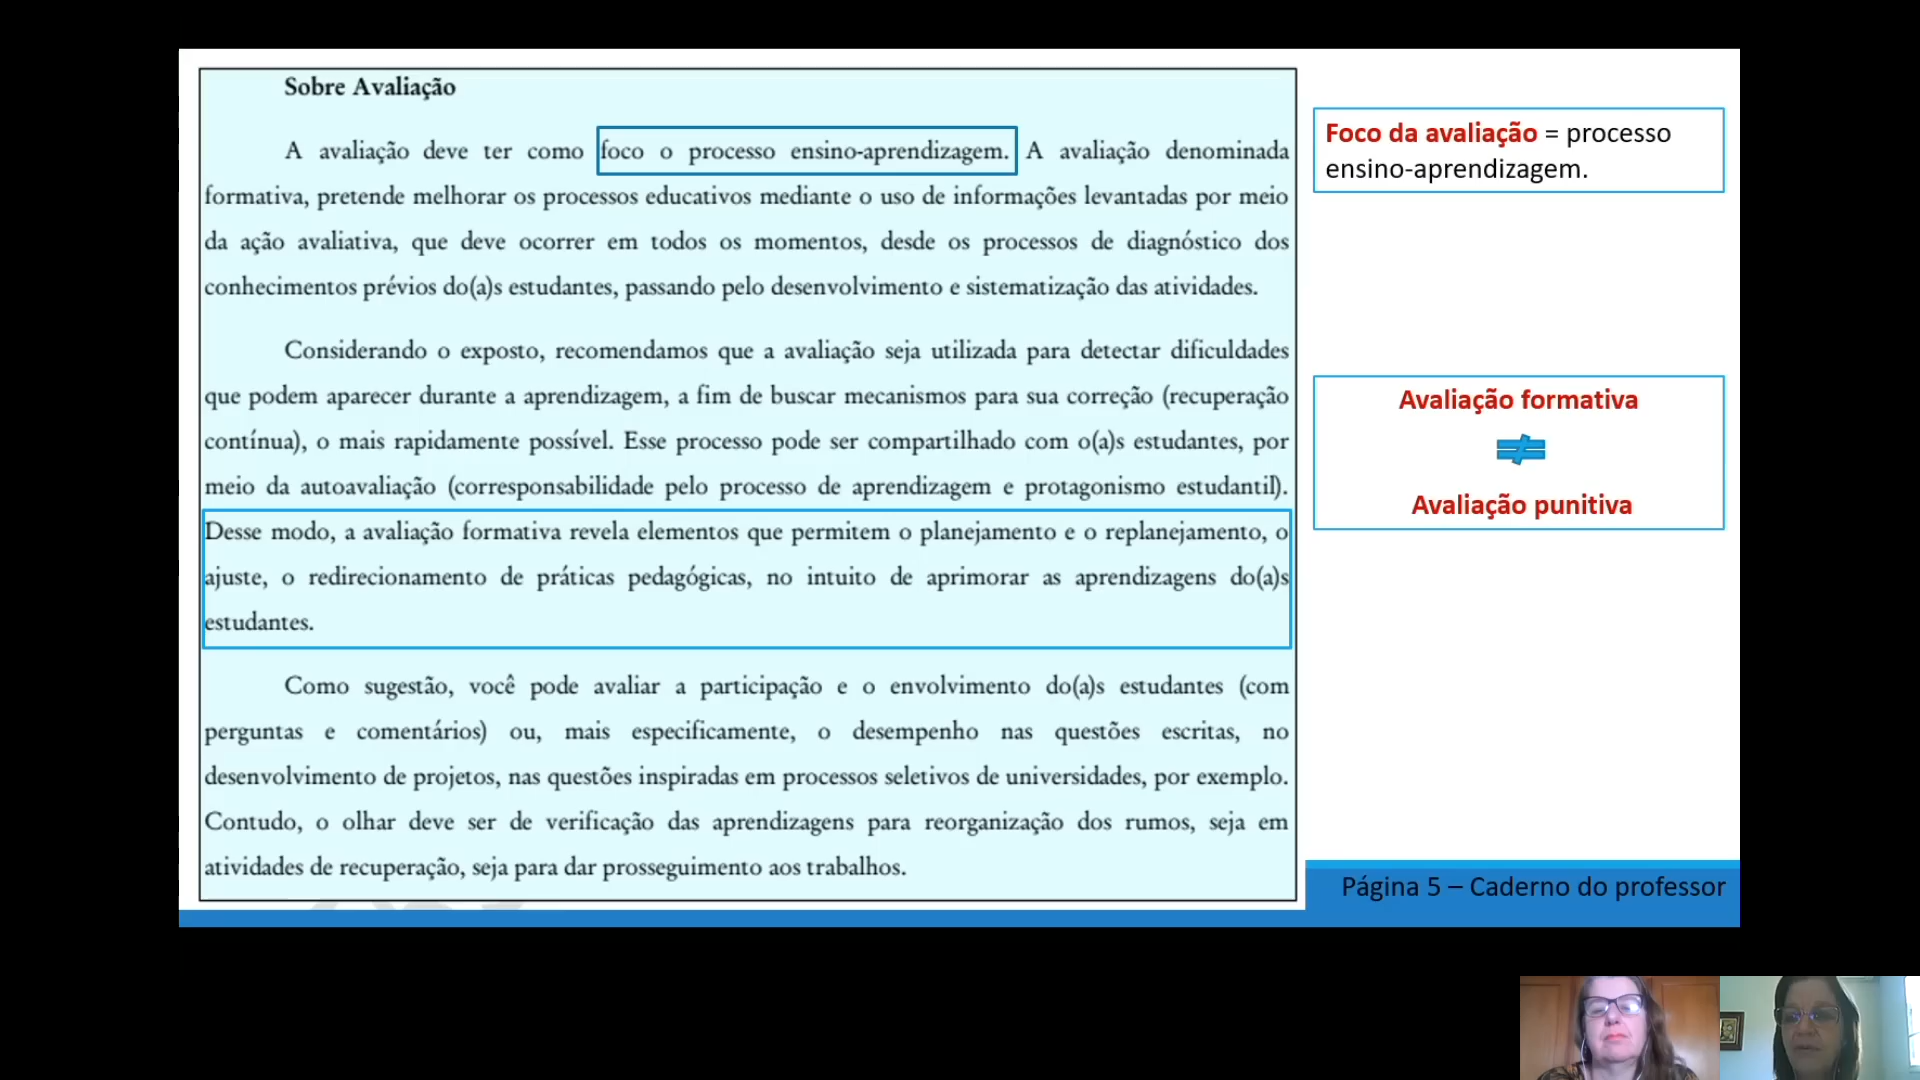 Sobre Avaliação
A avaliação deve ter como foco o processo ensino-aprendizagem. A avaliação denominada
formativa, pretende melhorar os processos educativos mediante o uso de informações levantadas por meio
da ação avaliativa, que deve ocorrer em todos os momentos, desde os processos de diagnóstico dos
conhecimentos prévios do(a)s estudantes, passando pelo desenvolvimento e sistematização das atividades.
Considerando o exposto, recomendamos que a avaliação seja utilizada para detectar dificuldades
que podem aparecer durante a aprendizagem, a fim de buscar mecanismos para sua correção (recuperação
contínua), o mais rapidamente possível. Esse processo pode ser compartilhado com o(a)s estudantes, por
meio da autoavaliação (corresponsabilidade pelo processo de aprendizagem e protagonismo estudantil).
Desse modo, a avaliação formativa revela elementos que permitem o planejamento e o replanejamento, o
ajuste, o redirecionamento de práticas pedagógicas, no intuito de aprimorar as aprendizagens do(a)s
estudantes.
Como sugestão, você pode avaliar a participação e o envolvimento do(a)s estudantes (com
perguntas e comentários) ou, mais especificamente, o desempenho nas questões escritas, no
desenvolvimento de projetos, nas questões inspiradas em processos seletivos de universidades, por exemplo.
Contudo, o olhar deve ser de verificação das aprendizagens para reorganização dos rumos, seja em
atividades de recuperação, seja para dar prosseguimento aos trabalhos.
Foco da avaliação = processo
ensino-aprendizagem.
Avaliação formativa
≠
Avaliação punitiva
Página 5 – Caderno do professor